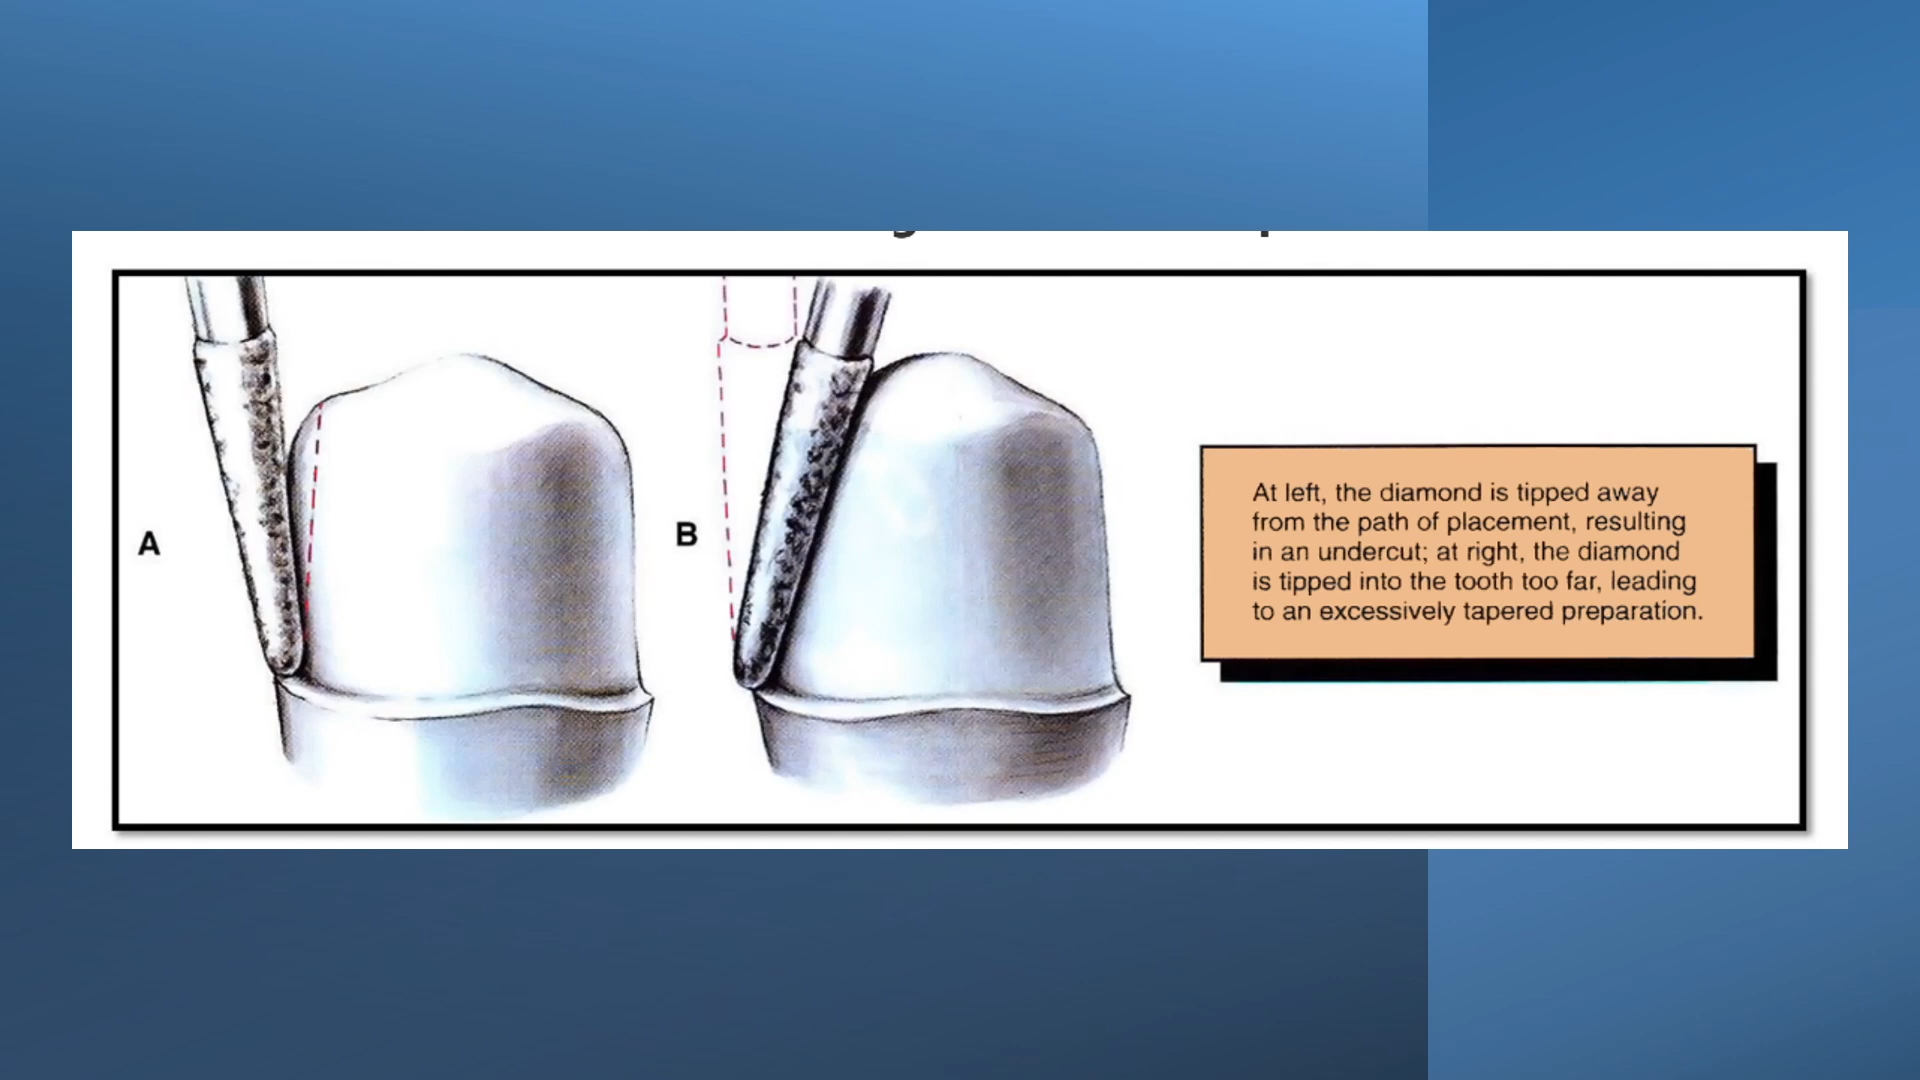 A
B
At left, the diamond is tipped away
from the path of placement, resulting
in an undercut; at right, the diamond
is tipped into the tooth too far, leading
to an excessively tapered preparation.